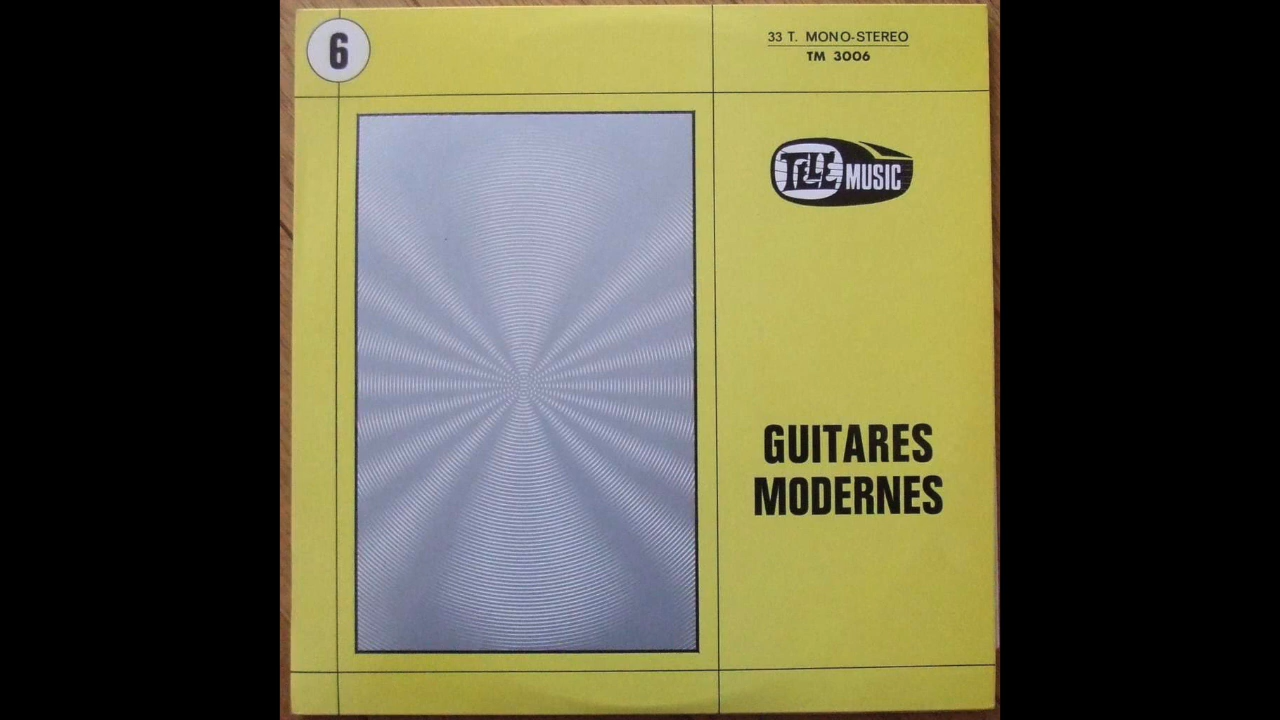 6
33 T. MONO-STEREO
TM 3006
TELE MUSIC
GUITARES
MODERNES